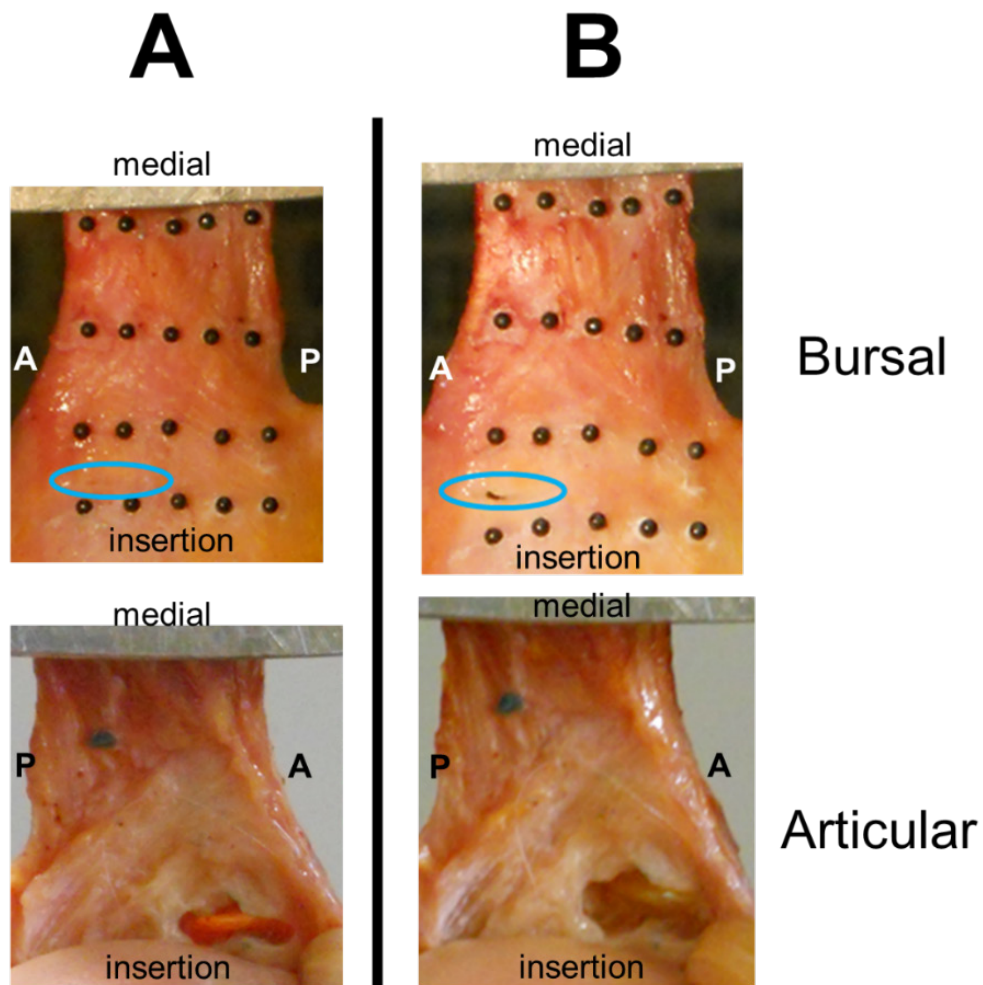 A
B
medial
medial
A
P
A
P
Bursal
insertion
insertion
medial
medial
P
A
P
A
Articular
insertion
insertion